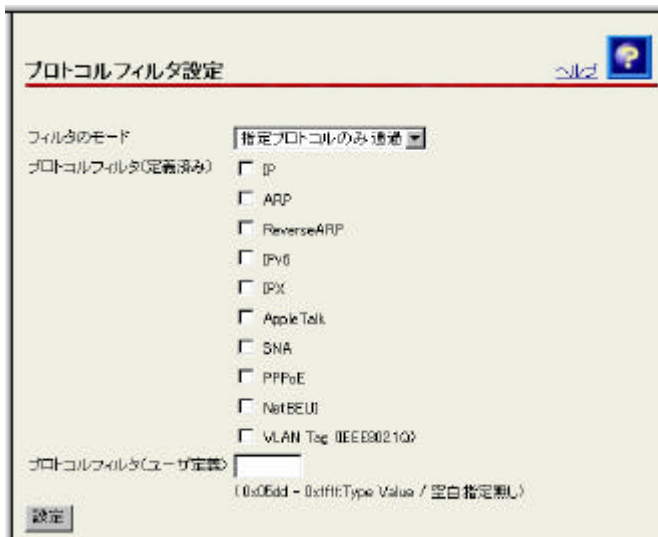 プロトコルフィルタ設定
ヘルプ
フィルタのモード 指定プロトコルのみ通過
プロトコルフィルタ(定義済み) IP
ARP
ReverseARP
IPv6
IPX
AppleTalk
SNA
PPPoE
NetBEUI
VLAN Tag (IEEE8021Q)
プロトコルフィルタ(ユーザ定義)
(0x05dd - 0xffff:Type Value / 空白:指定無し)
設定